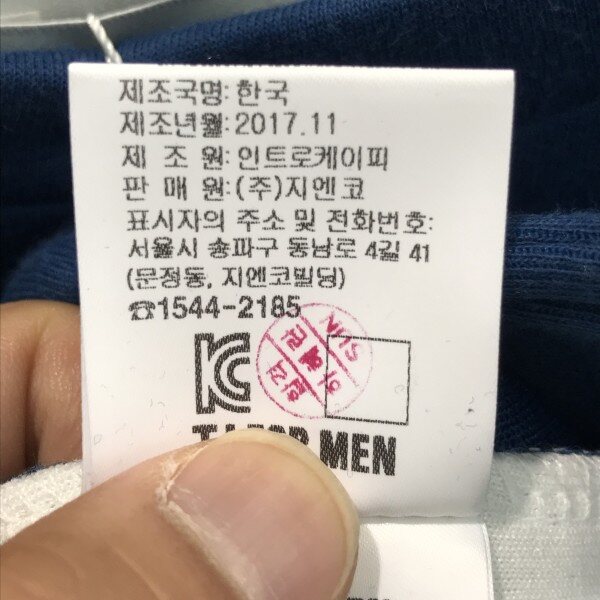 제조국명: 한국
제조년월: 2017.11
제 조 원: 인트로케이피
판 매 원: (주)지엔코
표시자의 주소 및 전화번호:
서울시 송파구 동남로 4길 41
(문정동, 지엔코빌딩)
☎1544-2185
MEN